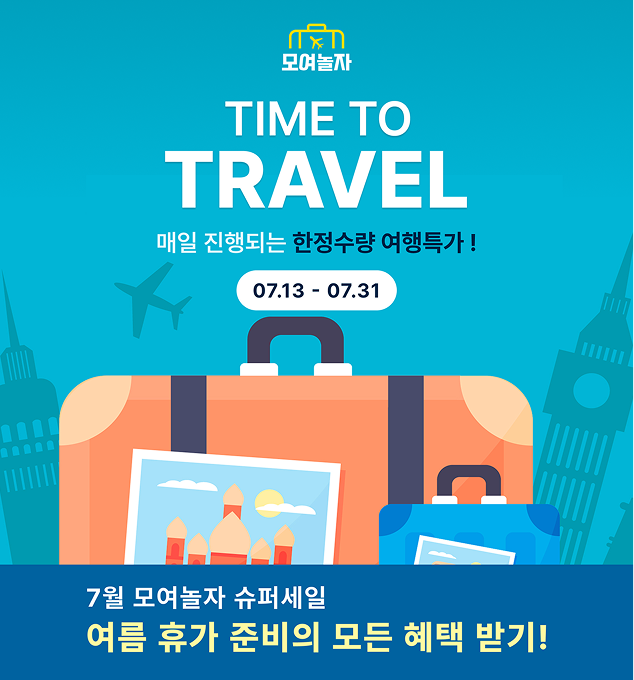 모여놀자
TIME TO
TRAVEL
매일 진행되는 한정수량 여행특가 !
07.13 - 07.31
7월 모여놀자 슈퍼세일
여름 휴가 준비의 모든 혜택 받기!